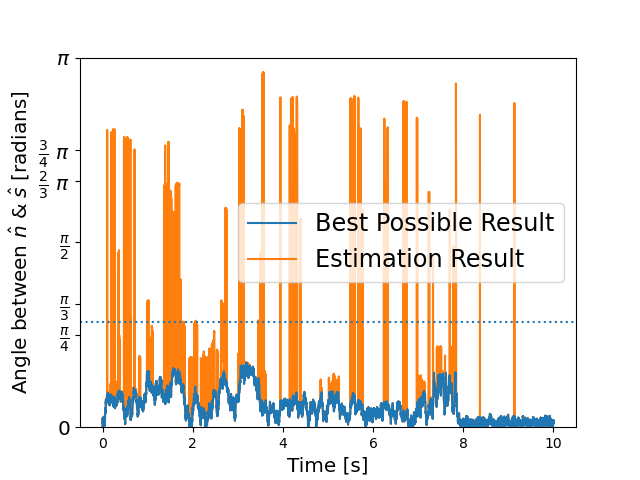 π
3/4 π
2/3 π
π/2
π/3
π/4
0
Angle between n̂ & ŝ [radians]
Best Possible Result
Estimation Result
0 2 4 6 8 10
Time [s]